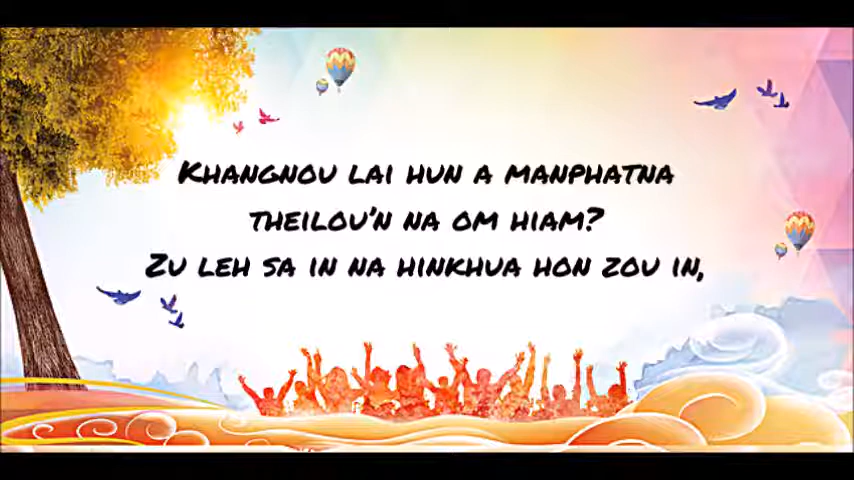 Khangnou lai hun a manphatna
theilou'n na om hiam?
Zu leh sa in na hinkhua hon zou in,